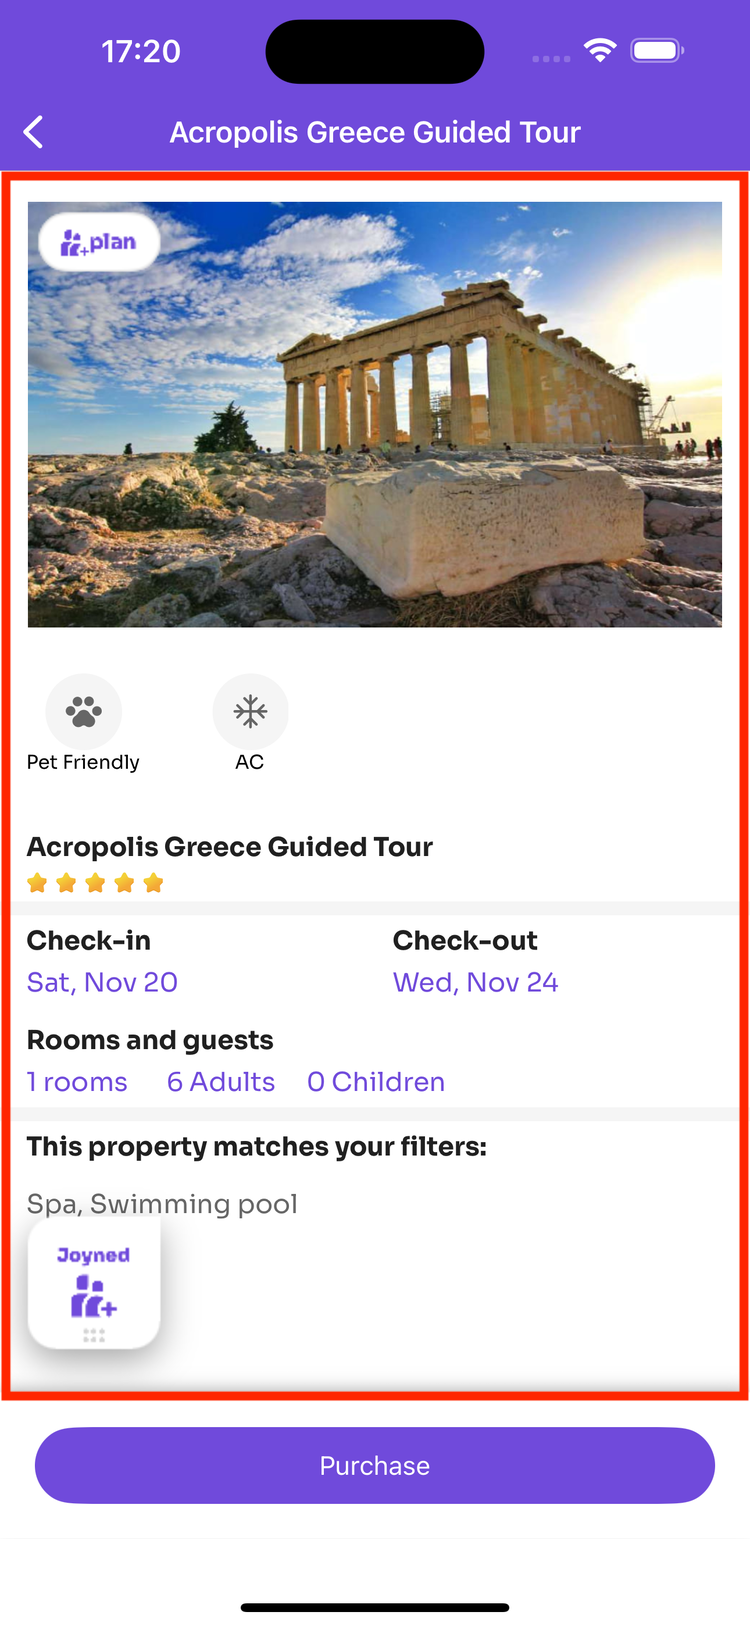 17:20
Acropolis Greece Guided Tour
+plan
Pet Friendly
AC
Acropolis Greece Guided Tour
Check-in
Check-out
Sat, Nov 20
Wed, Nov 24
Rooms and guests
1 rooms
6 Adults
0 Children
This property matches your filters:
Spa, Swimming pool
Joyned
Purchase